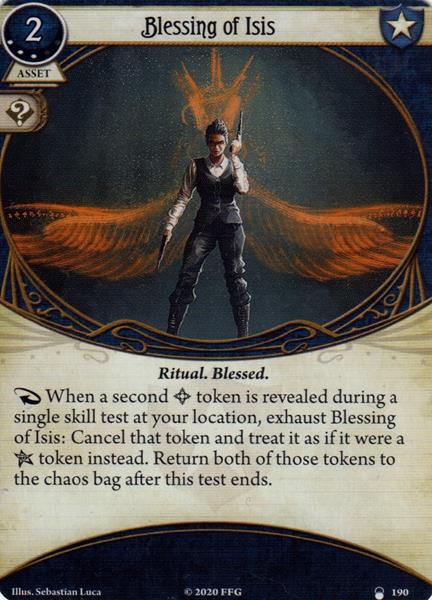 Blessing of Isis
2
ASSET
?
Ritual. Blessed.
When a second token is revealed during a
single skill test at your location, exhaust Blessing
of Isis: Cancel that token and treat it as if it were a
token instead. Return both of those tokens to
the chaos bag after this test ends.
Illus. Sebastian Luca
© 2020 FFG
190